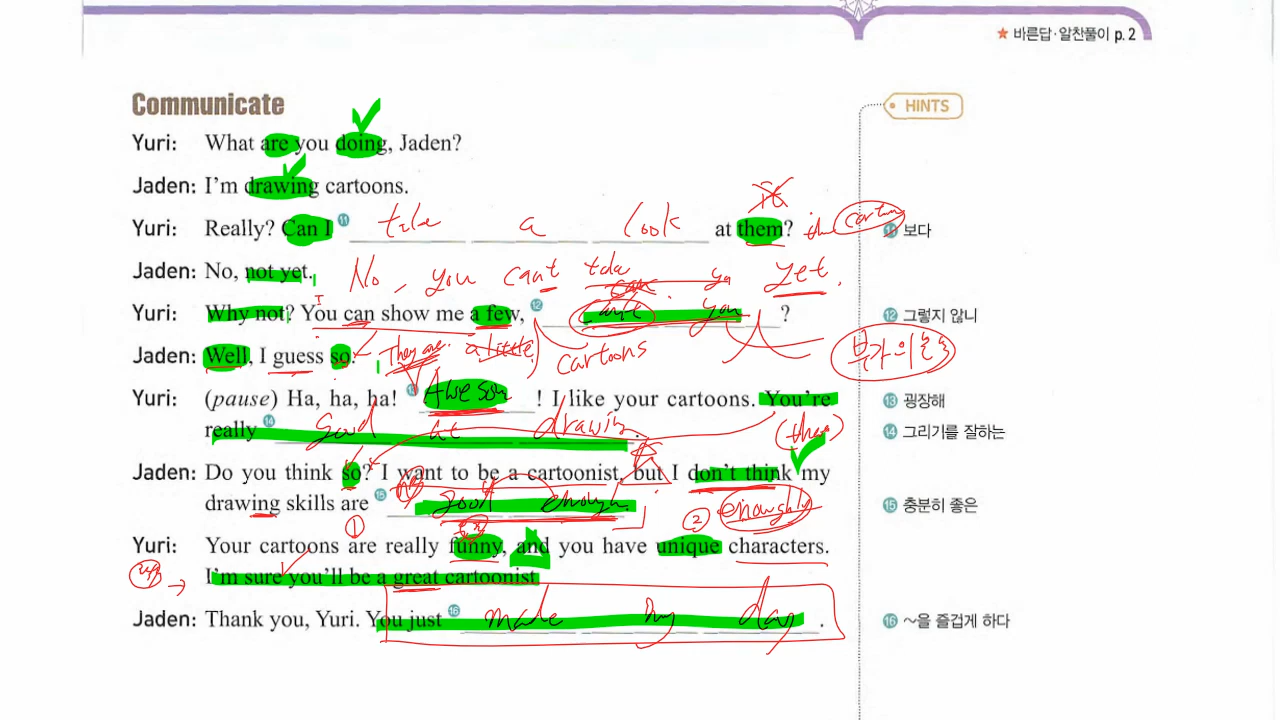 ★ 바른답·알찬풀이 p. 2
Communicate
HINTS
Yuri: What are you doing, Jaden?
Jaden: I'm drawing cartoons.
it
Yuri: Really? Can I ⑪ take a look at them? cartoon
⑪ 보다
No, you can't take yet.
Jaden: No, not yet.
Yuri: Why not? You can show me a few, ⑫ can't you ?
⑫ 그렇지 않니
Jaden: Well, I guess so. They are a little cartoons
부가의문문
Yuri: (pause) Ha, ha, ha! ⑬ Awesome ! I like your cartoons. You're
⑬ 굉장해
really ⑭ good at drawing.
⑭ 그리기를 잘하는
Jaden: Do you think so? I want to be a cartoonist, but I don't think my
drawing skills are ⑮ good enough. enoughly
⑮ 충분히 좋은
① ②
Yuri: Your cartoons are really funny, and you have unique characters.
I'm sure you'll be a great cartoonist
Jaden: Thank you, Yuri. You just ⑯ made my day .
⑯ ~을 즐겁게 하다